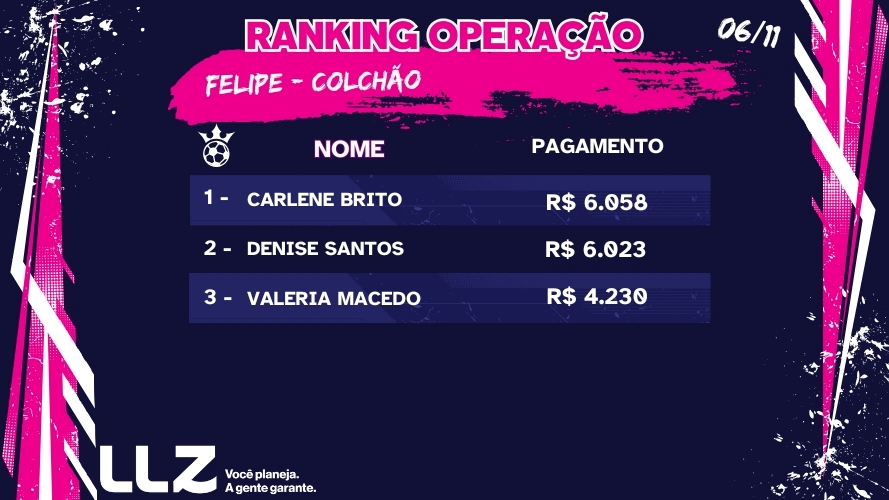 RANKING OPERAÇÃO
06/11
FELIPE - COLCHÃO
NOME PAGAMENTO
1 - CARLENE BRITO R$ 6.058
2 - DENISE SANTOS R$ 6.023
3 - VALERIA MACEDO R$ 4.230
LLZ
Você planeja.
A gente garante.